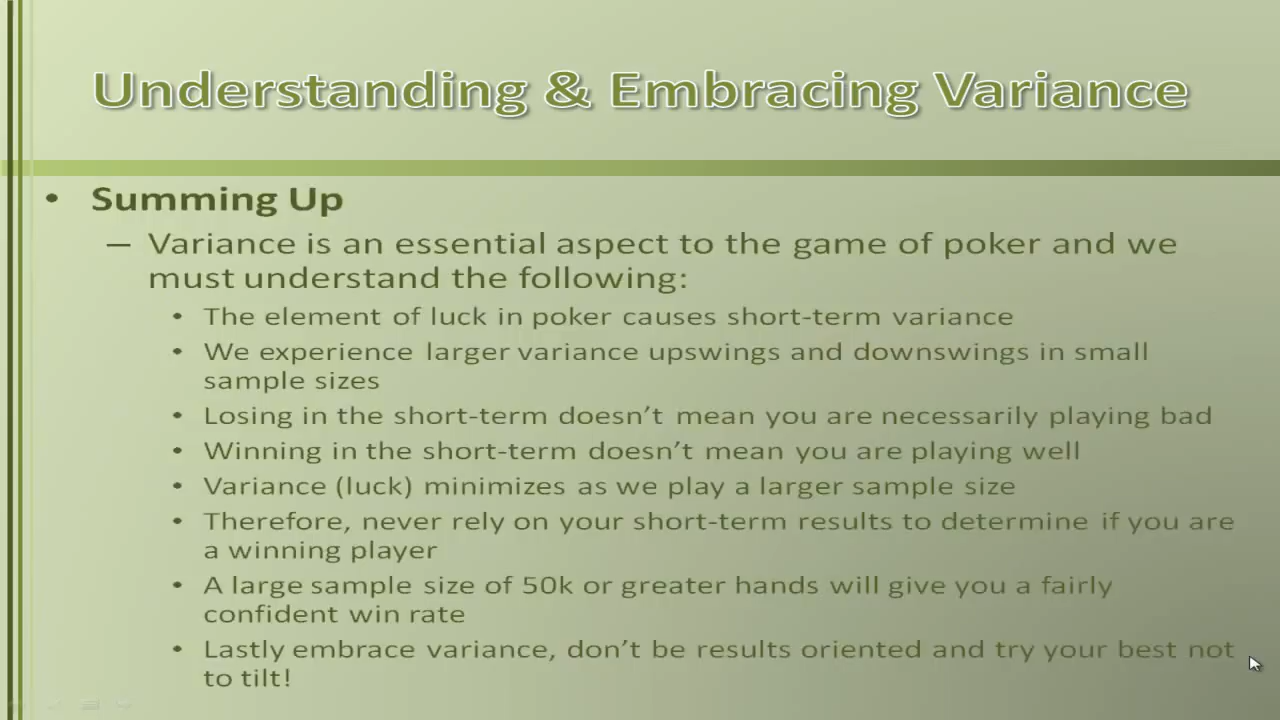 Understanding & Embracing Variance
• Summing Up
– Variance is an essential aspect to the game of poker and we
must understand the following:
• The element of luck in poker causes short-term variance
• We experience larger variance upswings and downswings in small
sample sizes
• Losing in the short-term doesn't mean you are necessarily playing bad
• Winning in the short-term doesn't mean you are playing well
• Variance (luck) minimizes as we play a larger sample size
• Therefore, never rely on your short-term results to determine if you are
a winning player
• A large sample size of 50k or greater hands will give you a fairly
confident win rate
• Lastly embrace variance, don't be results oriented and try your best not
to tilt!